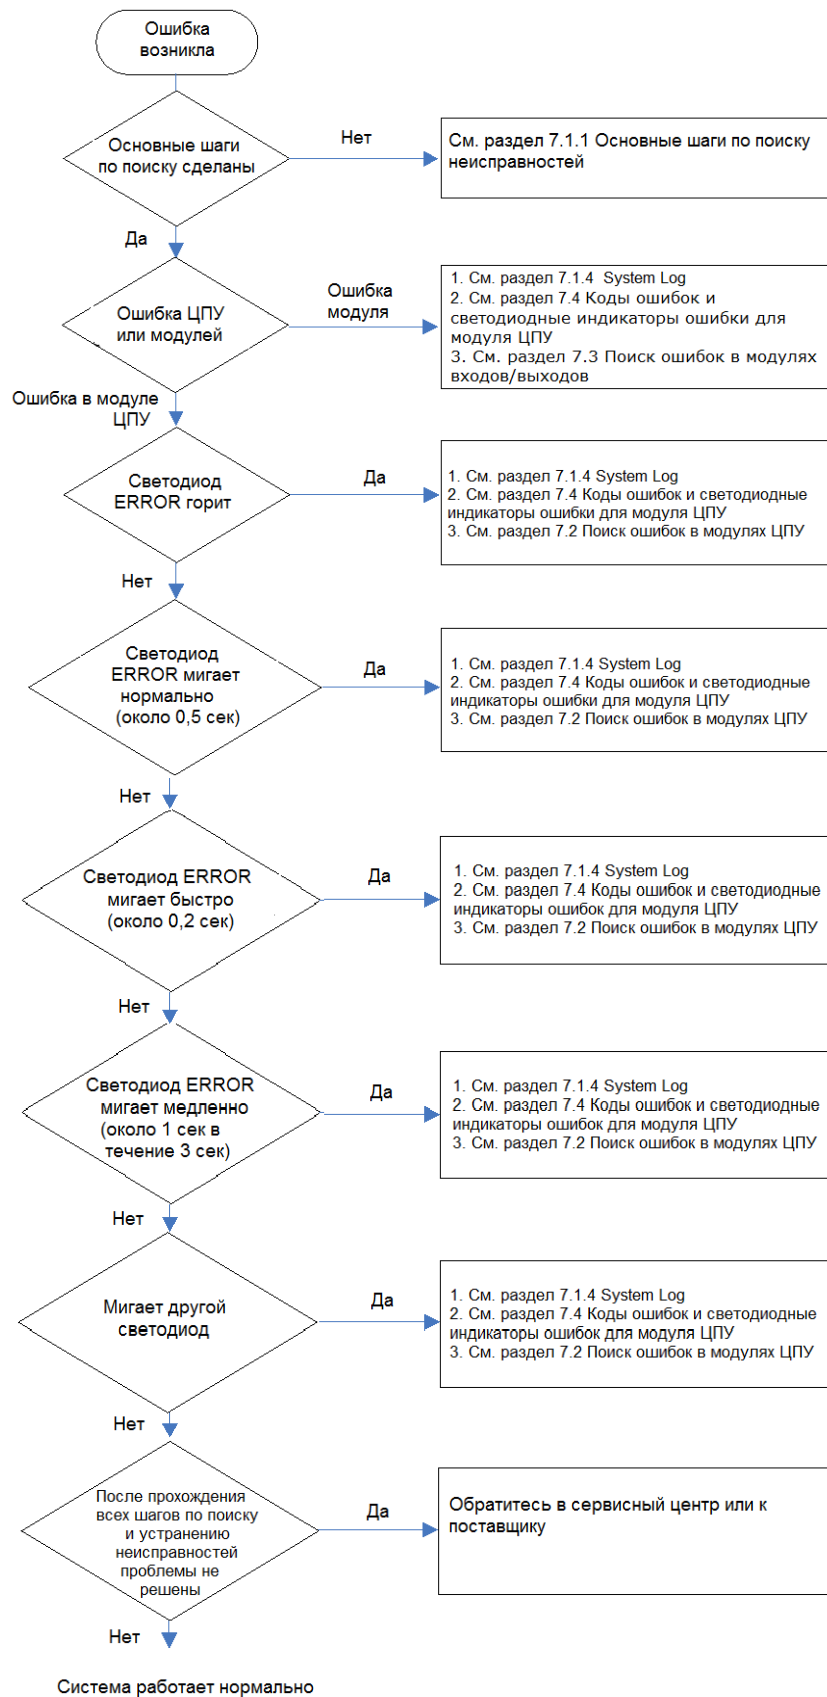 Ошибка
возникла
Основные шаги
по поиску сделаны
Нет
См. раздел 7.1.1 Основные шаги по поиску
неисправностей
Да
Ошибка ЦПУ
или модулей
Ошибка
модуля
1. См. раздел 7.1.4 System Log
2. См. раздел 7.4 Коды ошибок и
светодиодные индикаторы ошибки для
модуля ЦПУ
3. См. раздел 7.3 Поиск ошибок в модулях
входов/выходов
Ошибка в модуле
ЦПУ
Светодиод
ERROR горит
Да
1. См. раздел 7.1.4 System Log
2. См. раздел 7.4 Коды ошибок и светодиодные
индикаторы ошибки для модуля ЦПУ
3. См. раздел 7.2 Поиск ошибок в модулях ЦПУ
Нет
Светодиод
ERROR мигает
нормально
(около 0,5 сек)
Да
1. См. раздел 7.1.4 System Log
2. См. раздел 7.4 Коды ошибок и светодиодные
индикаторы ошибки для модуля ЦПУ
3. См. раздел 7.2 Поиск ошибок в модулях ЦПУ
Нет
Светодиод ERROR
мигает быстро
(около 0,2 сек)
Да
1. См. раздел 7.1.4 System Log
2. См. раздел 7.4 Коды ошибок и светодиодные
индикаторы ошибок для модуля ЦПУ
3. См. раздел 7.2 Поиск ошибок в модулях ЦПУ
Нет
Светодиод ERROR
мигает медленно
(около 1 сек в
течение 3 сек)
Да
1. См. раздел 7.1.4 System Log
2. См. раздел 7.4 Коды ошибок и светодиодные
индикаторы ошибок для модуля ЦПУ
3. См. раздел 7.2 Поиск ошибок в модулях ЦПУ
Нет
Мигает другой
светодиод
Да
1. См. раздел 7.1.4 System Log
2. См. раздел 7.4 Коды ошибок и светодиодные
индикаторы ошибок для модуля ЦПУ
3. См. раздел 7.2 Поиск ошибок в модулях ЦПУ
Нет
После прохождения
всех шагов по поиску
и устранению
неисправностей
проблемы не
решены
Да
Обратитесь в сервисный центр или к
поставщику
Нет
Система работает нормально